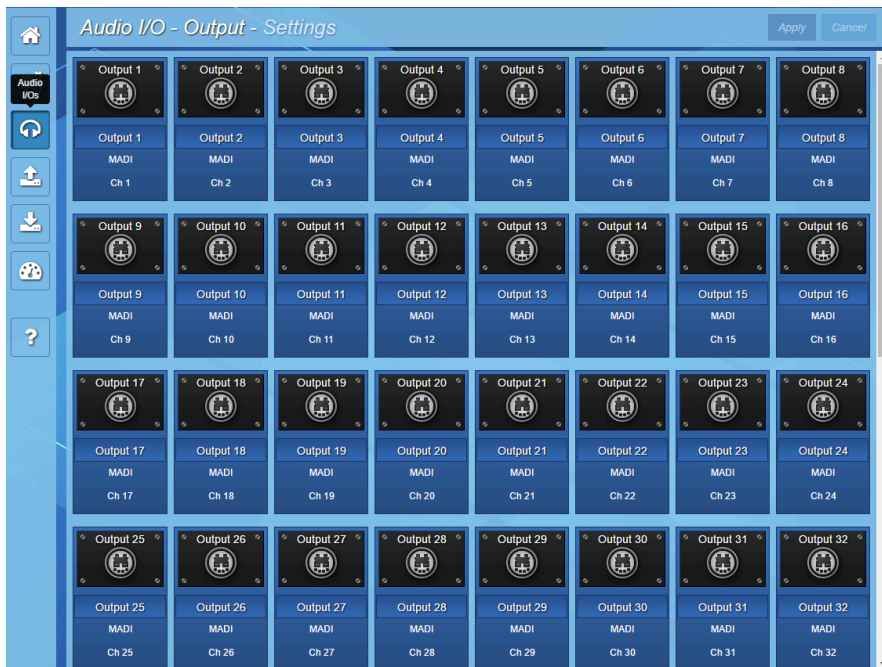 Audio I/O - Output - Settings
Apply
Cancel
Audio
I/Os
?
Output 1 Output 2 Output 3 Output 4 Output 5 Output 6 Output 7 Output 8
Output 1 Output 2 Output 3 Output 4 Output 5 Output 6 Output 7 Output 8
MADI MADI MADI MADI MADI MADI MADI MADI
Ch 1 Ch 2 Ch 3 Ch 4 Ch 5 Ch 6 Ch 7 Ch 8
Output 9 Output 10 Output 11 Output 12 Output 13 Output 14 Output 15 Output 16
Output 9 Output 10 Output 11 Output 12 Output 13 Output 14 Output 15 Output 16
MADI MADI MADI MADI MADI MADI MADI MADI
Ch 9 Ch 10 Ch 11 Ch 12 Ch 13 Ch 14 Ch 15 Ch 16
Output 17 Output 18 Output 19 Output 20 Output 21 Output 22 Output 23 Output 24
Output 17 Output 18 Output 19 Output 20 Output 21 Output 22 Output 23 Output 24
MADI MADI MADI MADI MADI MADI MADI MADI
Ch 17 Ch 18 Ch 19 Ch 20 Ch 21 Ch 22 Ch 23 Ch 24
Output 25 Output 26 Output 27 Output 28 Output 29 Output 30 Output 31 Output 32
Output 25 Output 26 Output 27 Output 28 Output 29 Output 30 Output 31 Output 32
MADI MADI MADI MADI MADI MADI MADI MADI
Ch 25 Ch 26 Ch 27 Ch 28 Ch 29 Ch 30 Ch 31 Ch 32